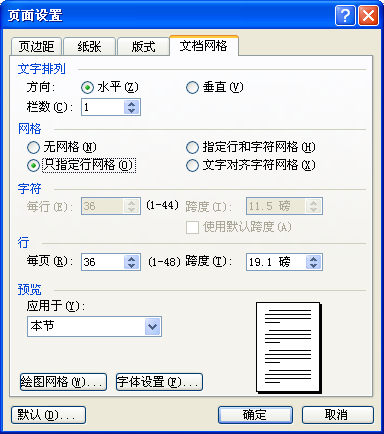 页面设置
页边距 纸张 版式 文档网格
文字排列
方向: 水平(Z) 垂直(V)
栏数(C): 1
网格
无网格(N) 指定行和字符网格(H)
只指定行网格(O) 文字对齐字符网格(X)
字符
每行(E): 36 (1-44) 跨度(I): 11.5 磅
使用默认跨度(A)
行
每页(R): 36 (1-48) 跨度(T): 19.1 磅
预览
应用于(Y):
本节
绘图网格(W)... 字体设置(F)...
默认(D)... 确定 取消